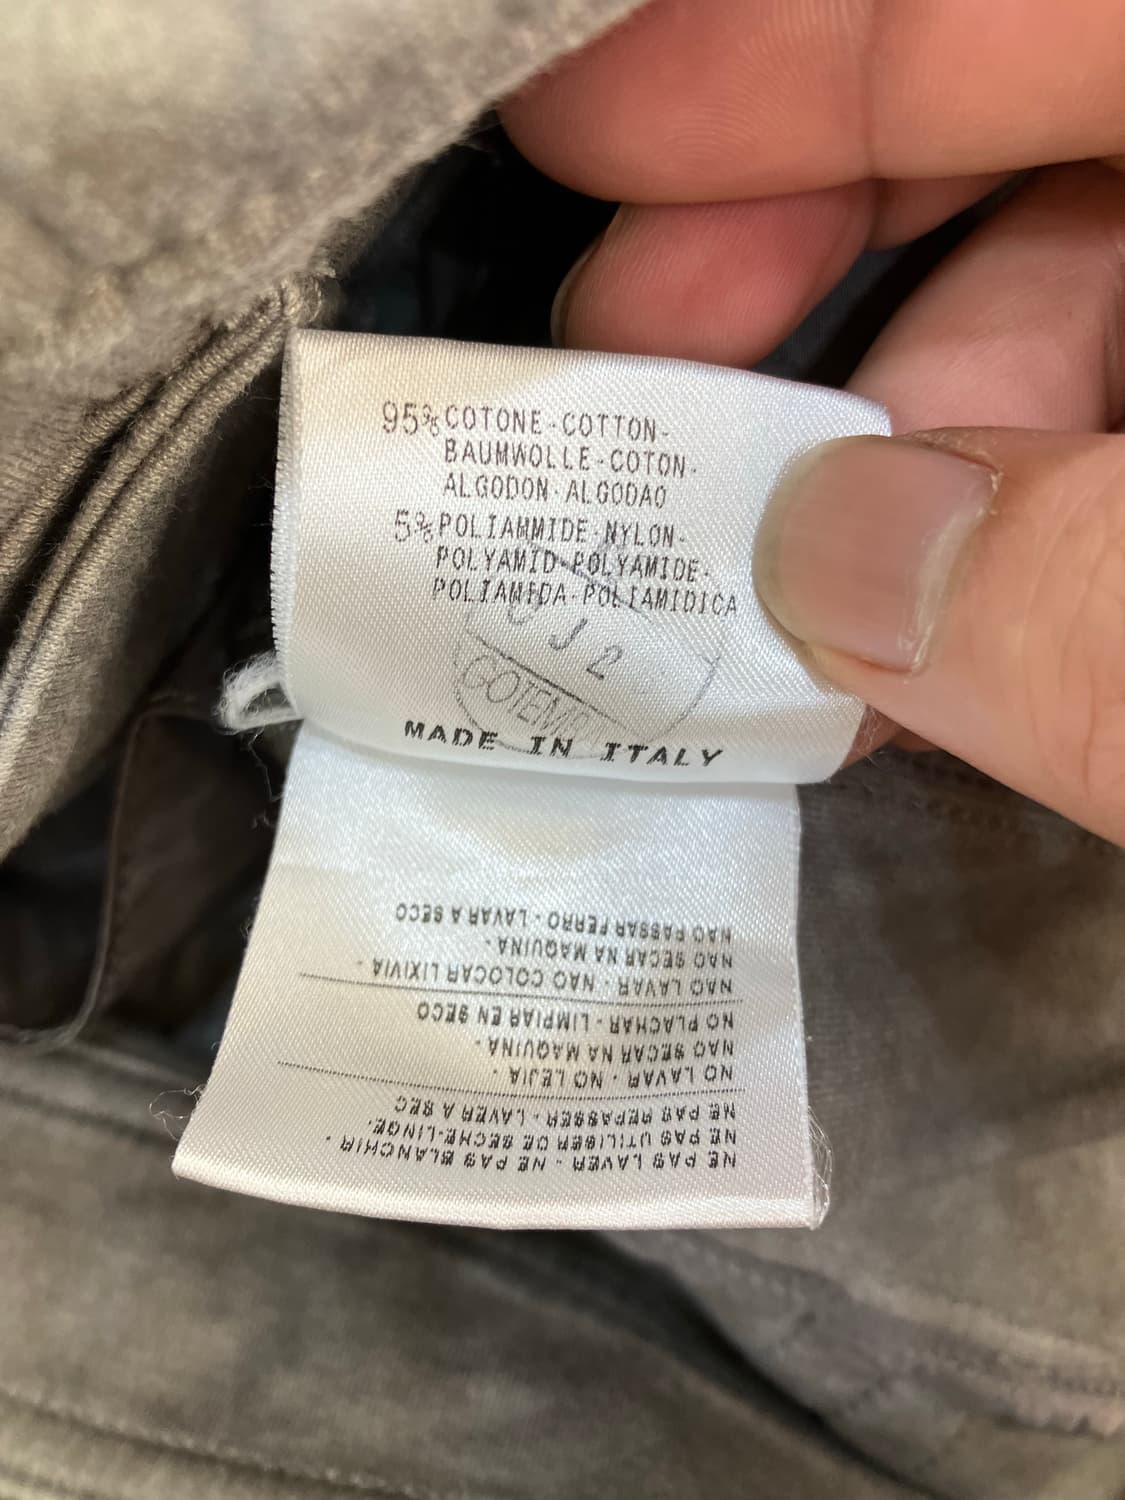 95% COTONE-COTTON-
BAUMWOLLE-COTON-
ALGODON-ALGODAO
5% POLIAMMIDE-NYLON-
POLYAMID-POLYAMIDE-
POLIAMIDA-POLIAMIDICA
J 2
MADE IN ITALY
NE PAS LAVER - NE PAS BLANCHIR -
NE PAS UTILISER DE SECHE-LINGE.
NE PAS REPASSER - LAVER A SEC
NO LAVAR - NO LEJIA -
NAO SECAR NA MAQUINA-
NO PLACHAR - LIMPIAR EN SECO
NAO LAVAR - NAO COLOCAR LIXIVIA -
NAO SECAR NA MAQUINA-
NAO PASSAR FERRO - LAVAR A SECO